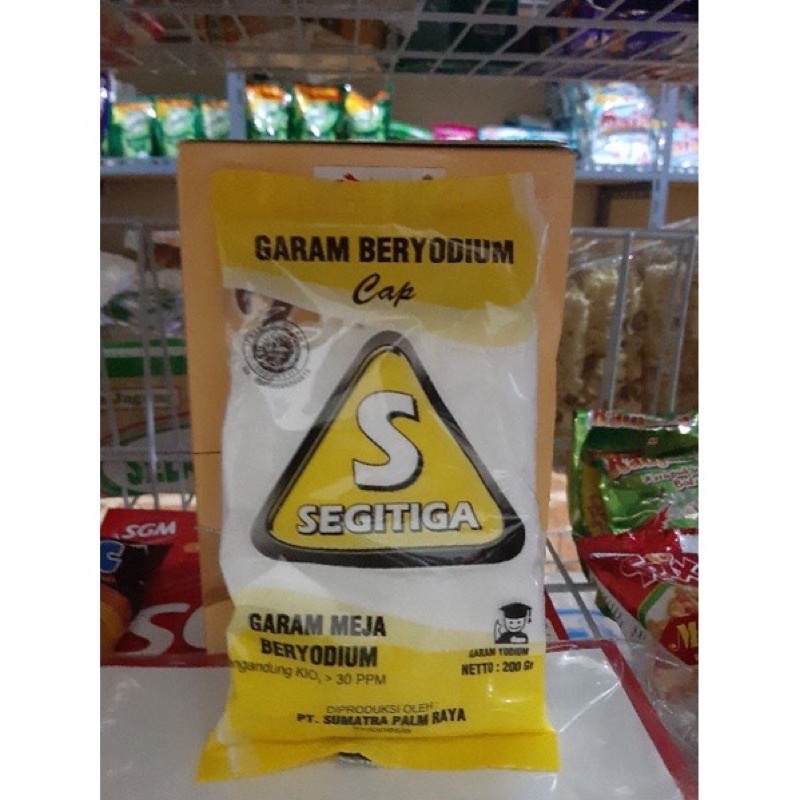 GARAM BERYODIUM
Cap
S
SEGITIGA
GARAM MEJA
BERYODIUM
ngandung KIO₃ > 30 PPM
GARAM YODIUM
NETTO : 200 Gr
DIPRODUKSI OLEH :
PT. SUMATRA PALM RAYA
SGM